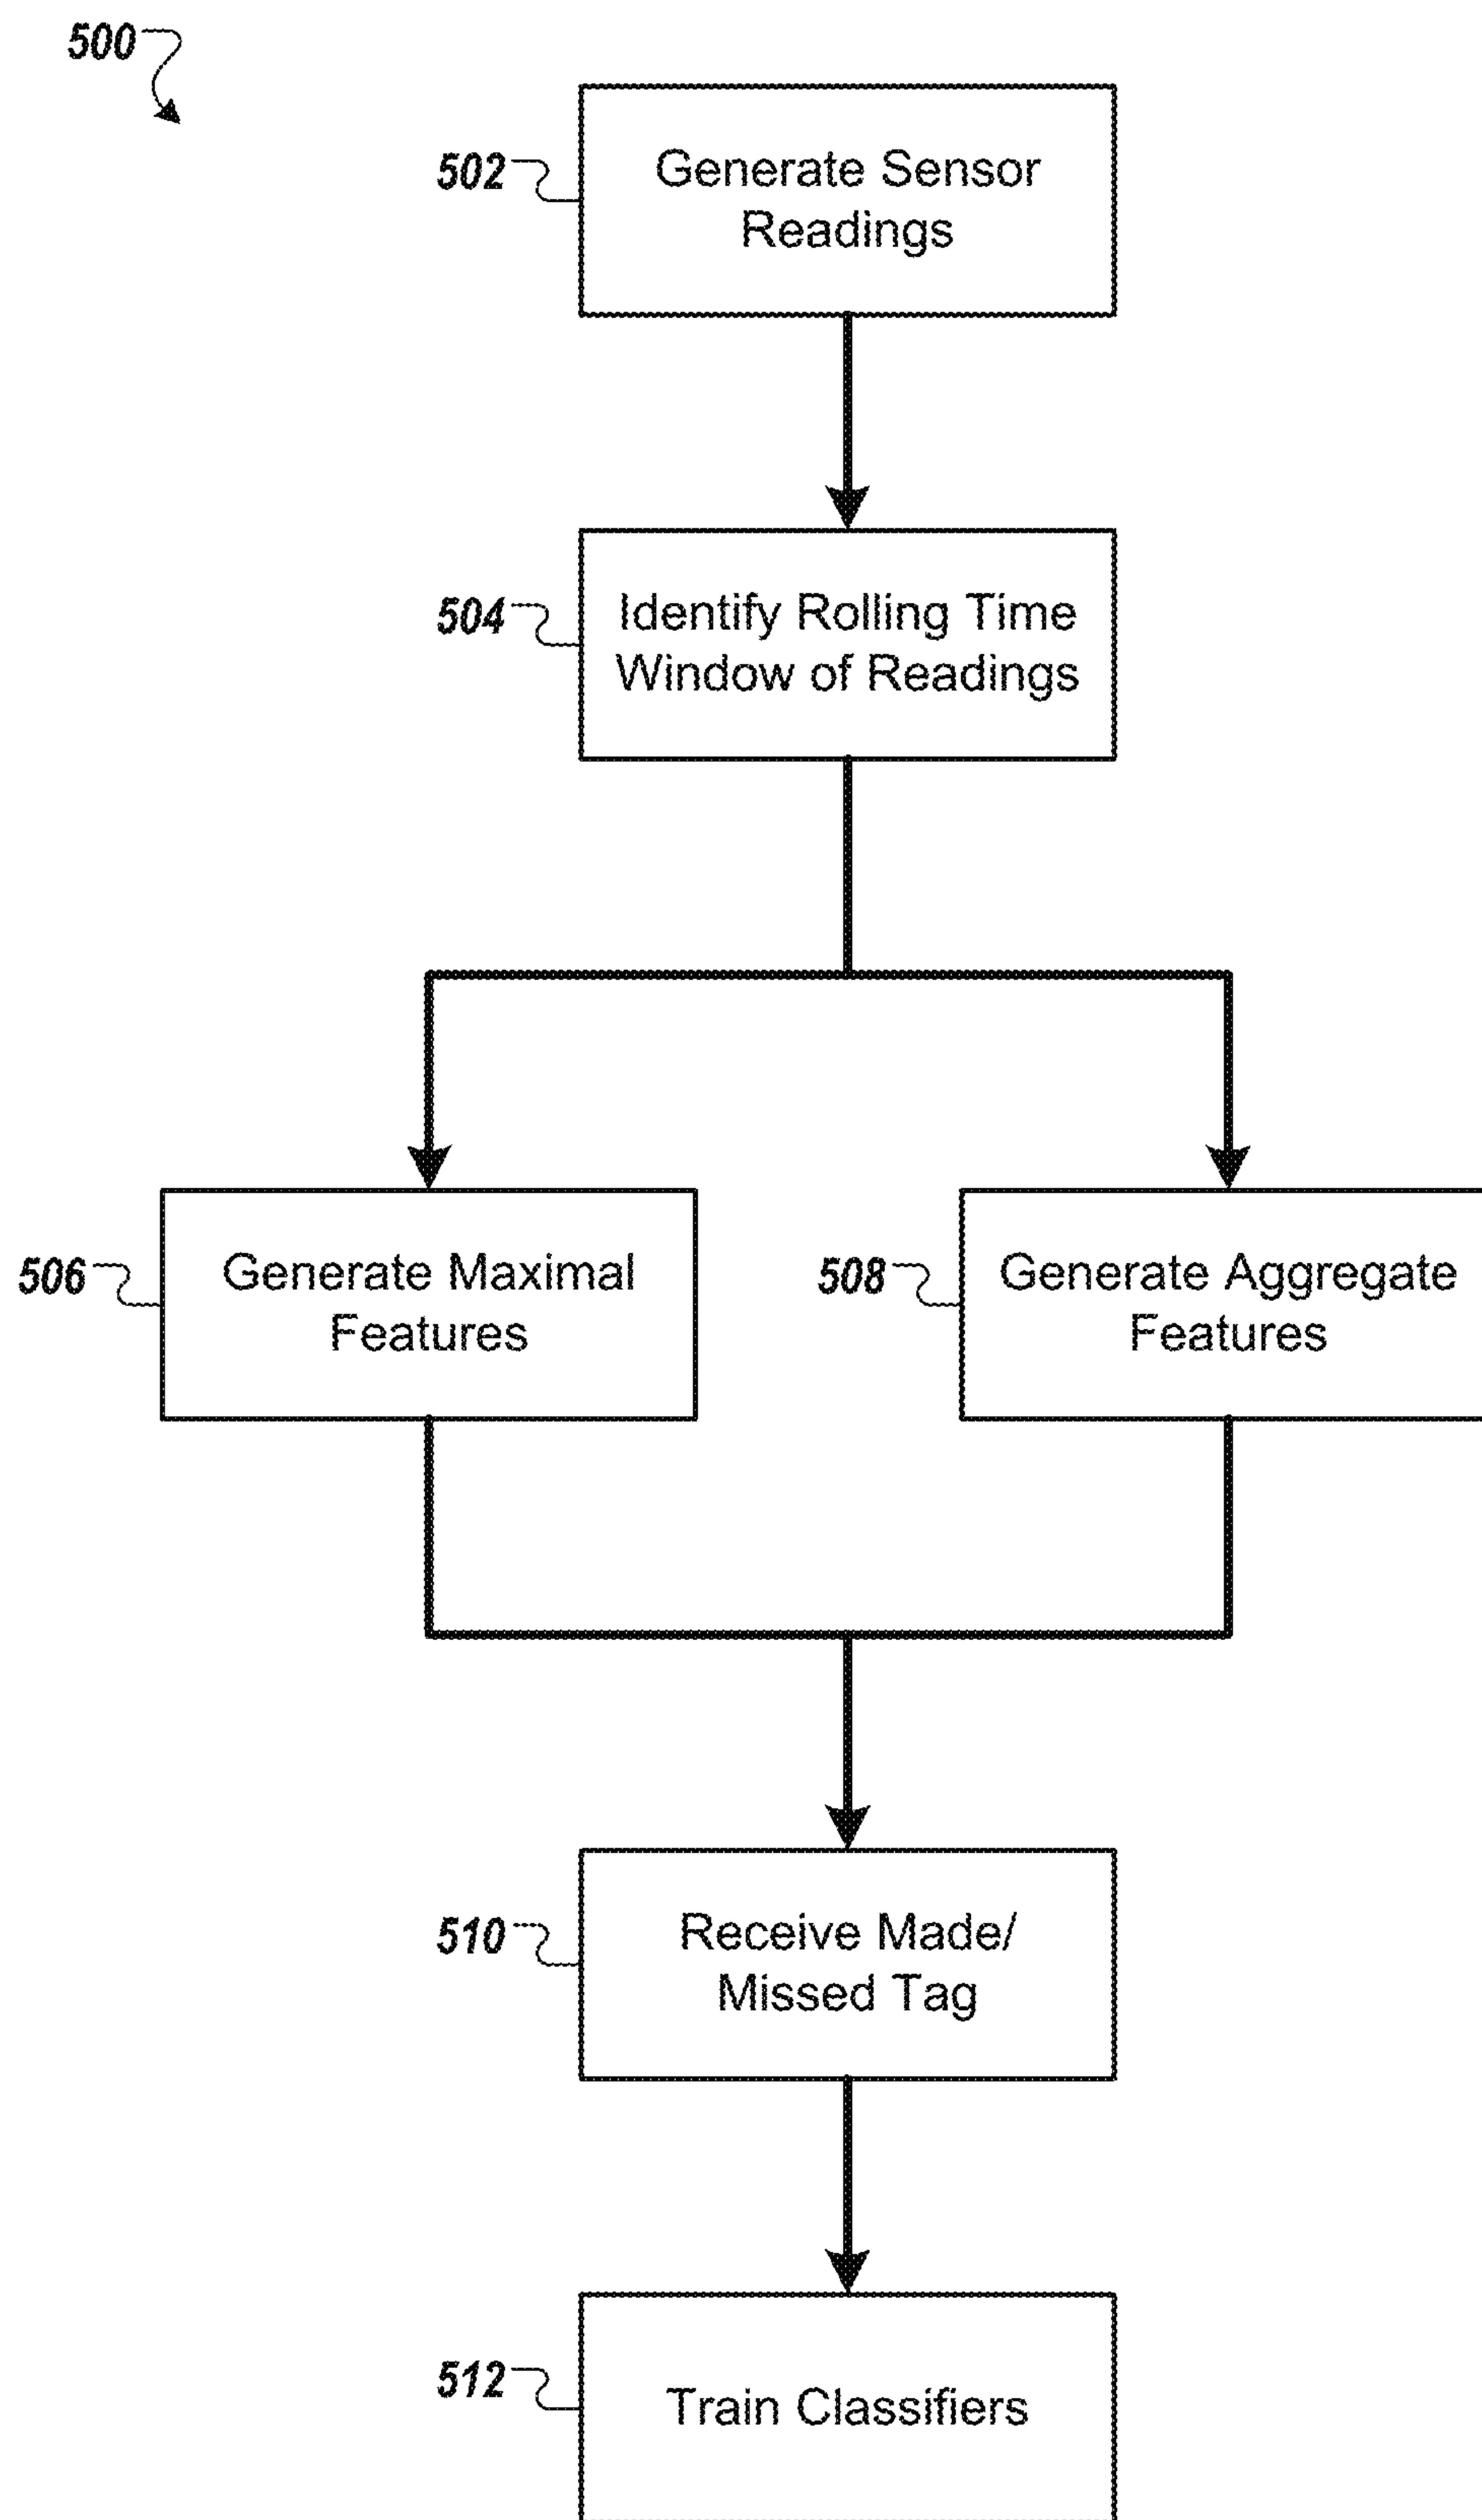 500
502
Generate Sensor
Readings
504
Identify Rolling Time
Window of Readings
506
Generate Maximal
Features
508
Generate Aggregate
Features
510
Receive Made/
Missed Tag
512
Train Classifiers